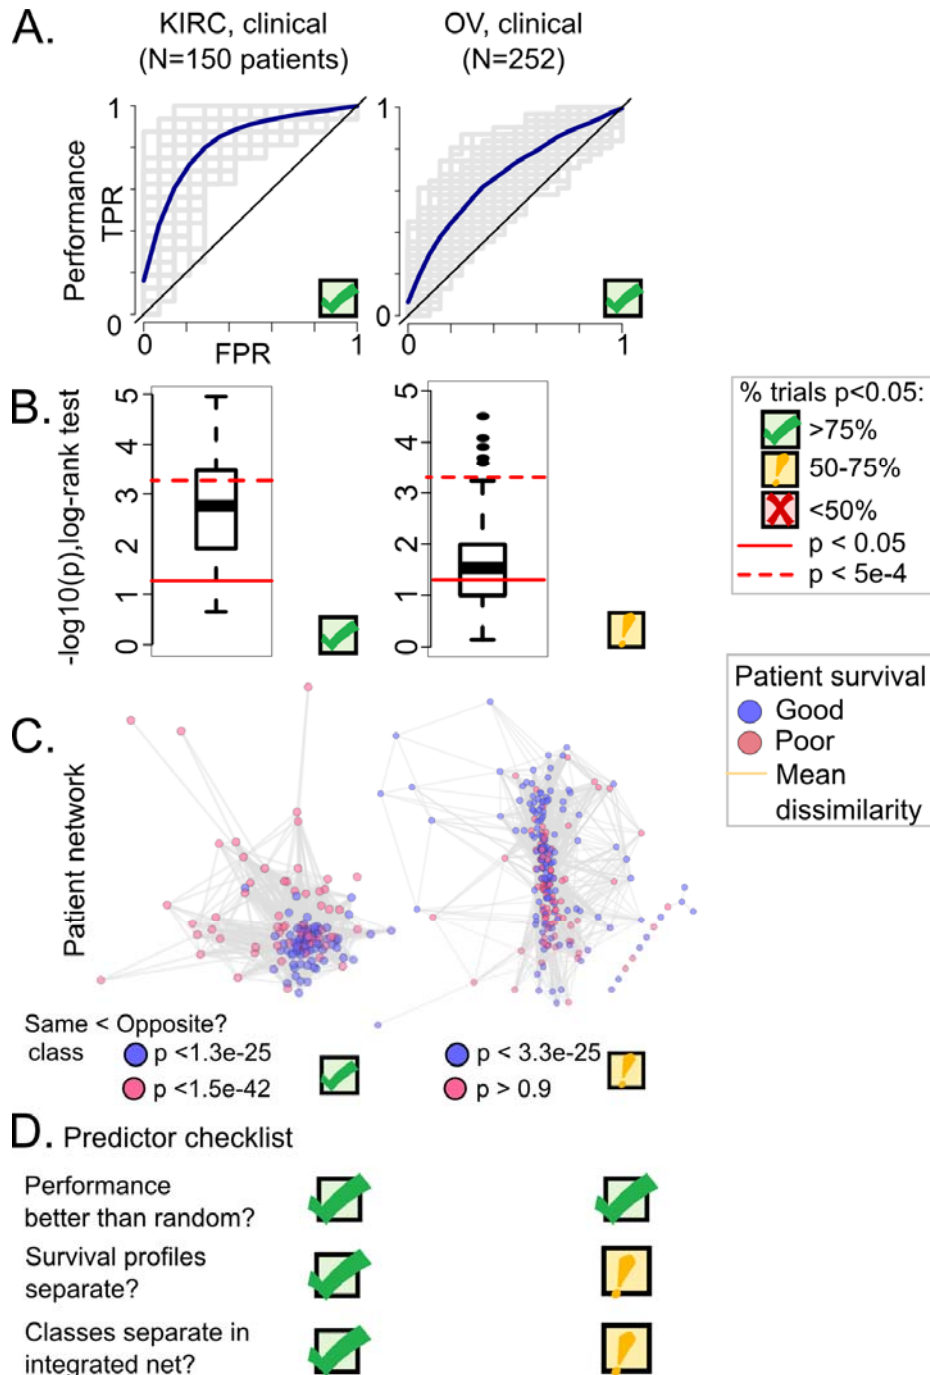 A.
KIRC, clinical
(N=150 patients)
OV, clinical
(N=252)
Performance
TPR
1
0
0
1
FPR
1
0
0
1
B.
-log10(p),log-rank test
5
4
3
2
1
0
5
4
3
2
1
0
% trials p<0.05:
>75%
50-75%
<50%
p < 0.05
p < 5e-4
C.
Patient network
Patient survival
Good
Poor
Mean
dissimilarity
Same < Opposite?
class
p <1.3e-25
p <1.5e-42
p < 3.3e-25
p > 0.9
D. Predictor checklist
Performance
better than random?
Survival profiles
separate?
Classes separate in
integrated net?